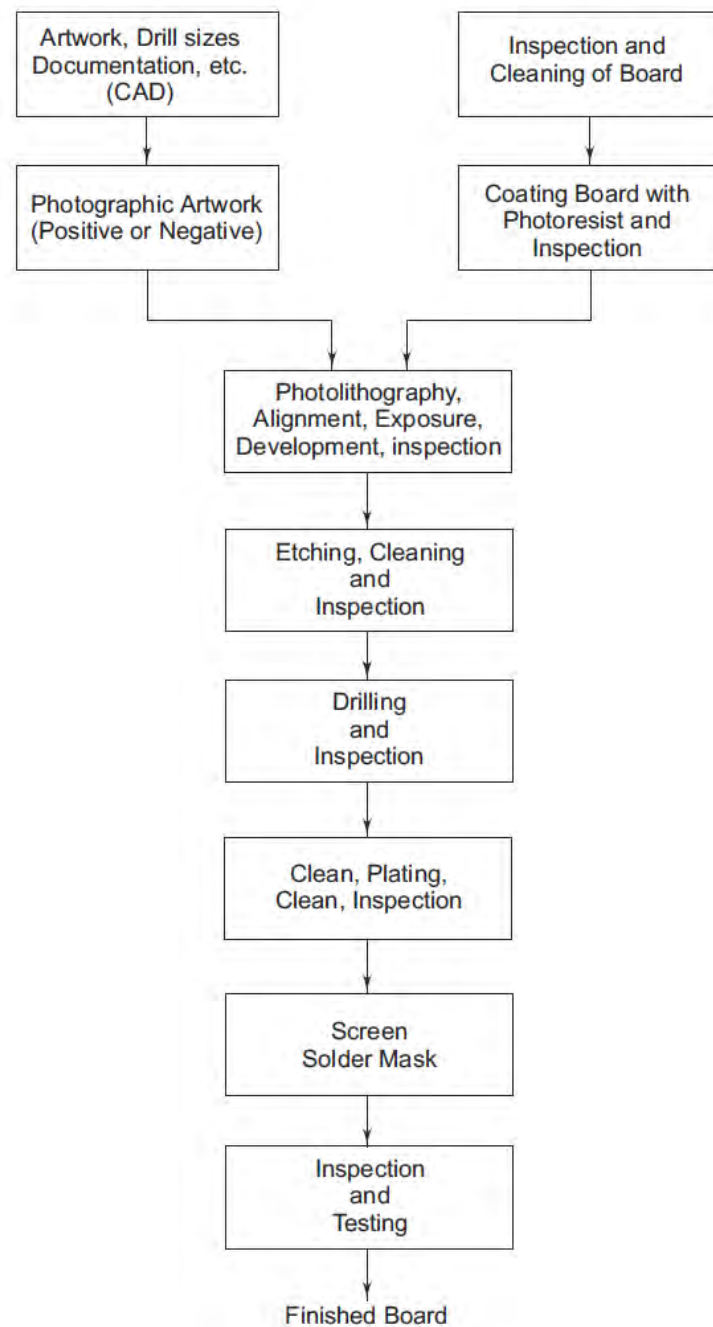 Artwork, Drill sizes
Documentation, etc.
(CAD)
Inspection and
Cleaning of Board
Photographic Artwork
(Positive or Negative)
Coating Board with
Photoresist and
Inspection
Photolithography,
Alignment, Exposure,
Development, inspection
Etching, Cleaning
and
Inspection
Drilling
and
Inspection
Clean, Plating,
Clean, Inspection
Screen
Solder Mask
Inspection
and
Testing
Finished Board